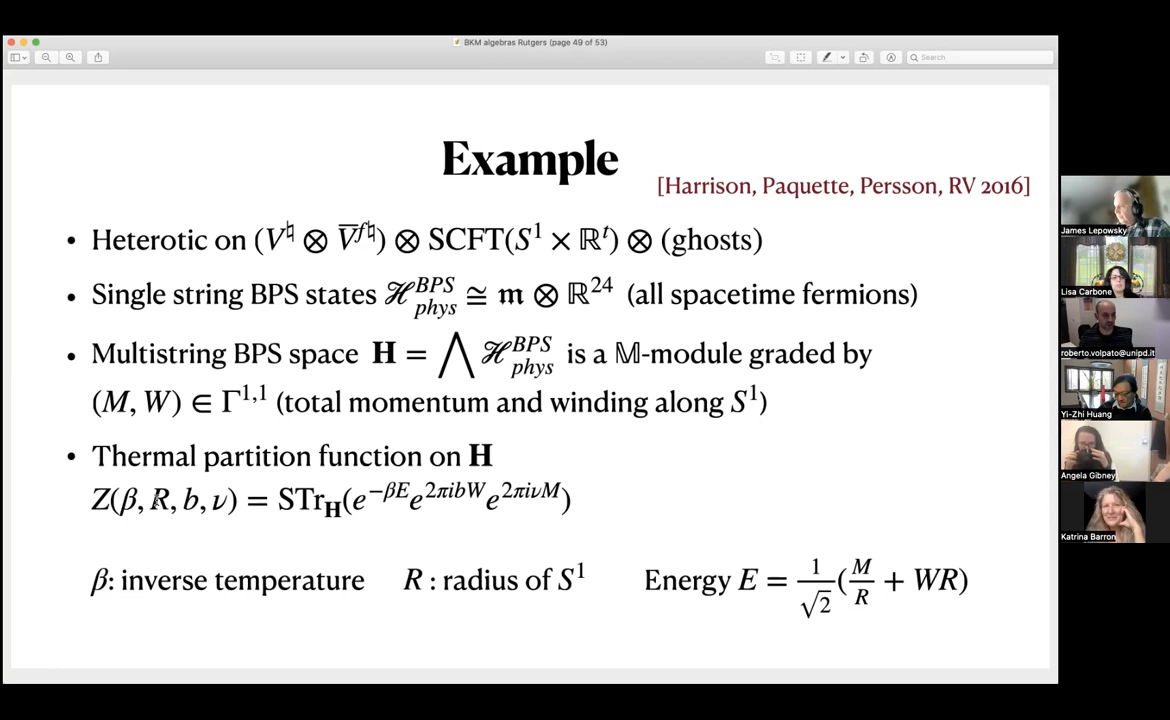 BKM algebras Rutgers (page 49 of 53)
Search
Example
[Harrison, Paquette, Persson, RV 2016]
• Heterotic on (V♮ ⊗ V̅f♮) ⊗ SCFT(S¹ × ℝᵗ) ⊗ (ghosts)
• Single string BPS states ℋ^{BPS}_{phys} ≅ 𝔪 ⊗ ℝ²⁴ (all spacetime fermions)
• Multistring BPS space 𝐇 = ⋀ ℋ^{BPS}_{phys} is a 𝕄-module graded by
(M, W) ∈ Γ^{1,1} (total momentum and winding along S¹)
• Thermal partition function on 𝐇
Z(β, R, b, ν) = STr_𝐇(e^{−βE}e^{2πibW}e^{2πiνM})
β: inverse temperature R : radius of S¹ Energy E = 1/√2 (M/R + WR)
James Lepowsky
Lisa Carbone
roberto.volpato@unipd.it
Yi-Zhi Huang
Angela Gibney
Katrina Barron